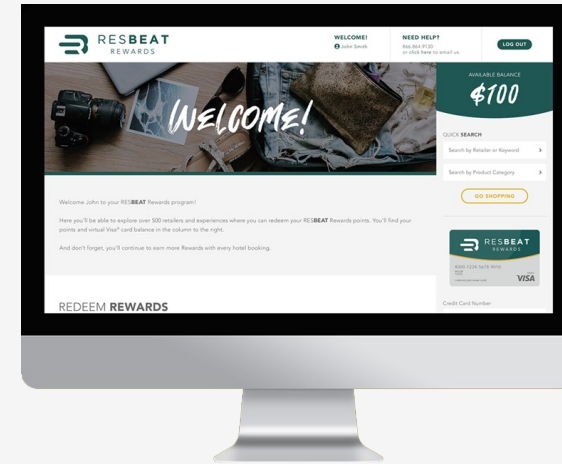 RESBEAT
REWARDS
WELCOME!
John Smith
NEED HELP?
866.864.9130
or click here to email us.
LOG OUT
WELCOME!
AVAILABLE BALANCE
$100
QUICK SEARCH
Search by Retailer or Keyword
Search by Product Category
GO SHOPPING
Welcome John to your RESBEAT Rewards program!
Here you'll be able to explore over 500 retailers and experiences where you can redeem your RESBEAT Rewards points. You'll find your
points and virtual Visa® card balance in the column to the right.
And don't forget, you'll continue to earn more Rewards with every hotel booking.
RESBEAT
REWARDS
VISA
REDEEM REWARDS
Credit Card Number